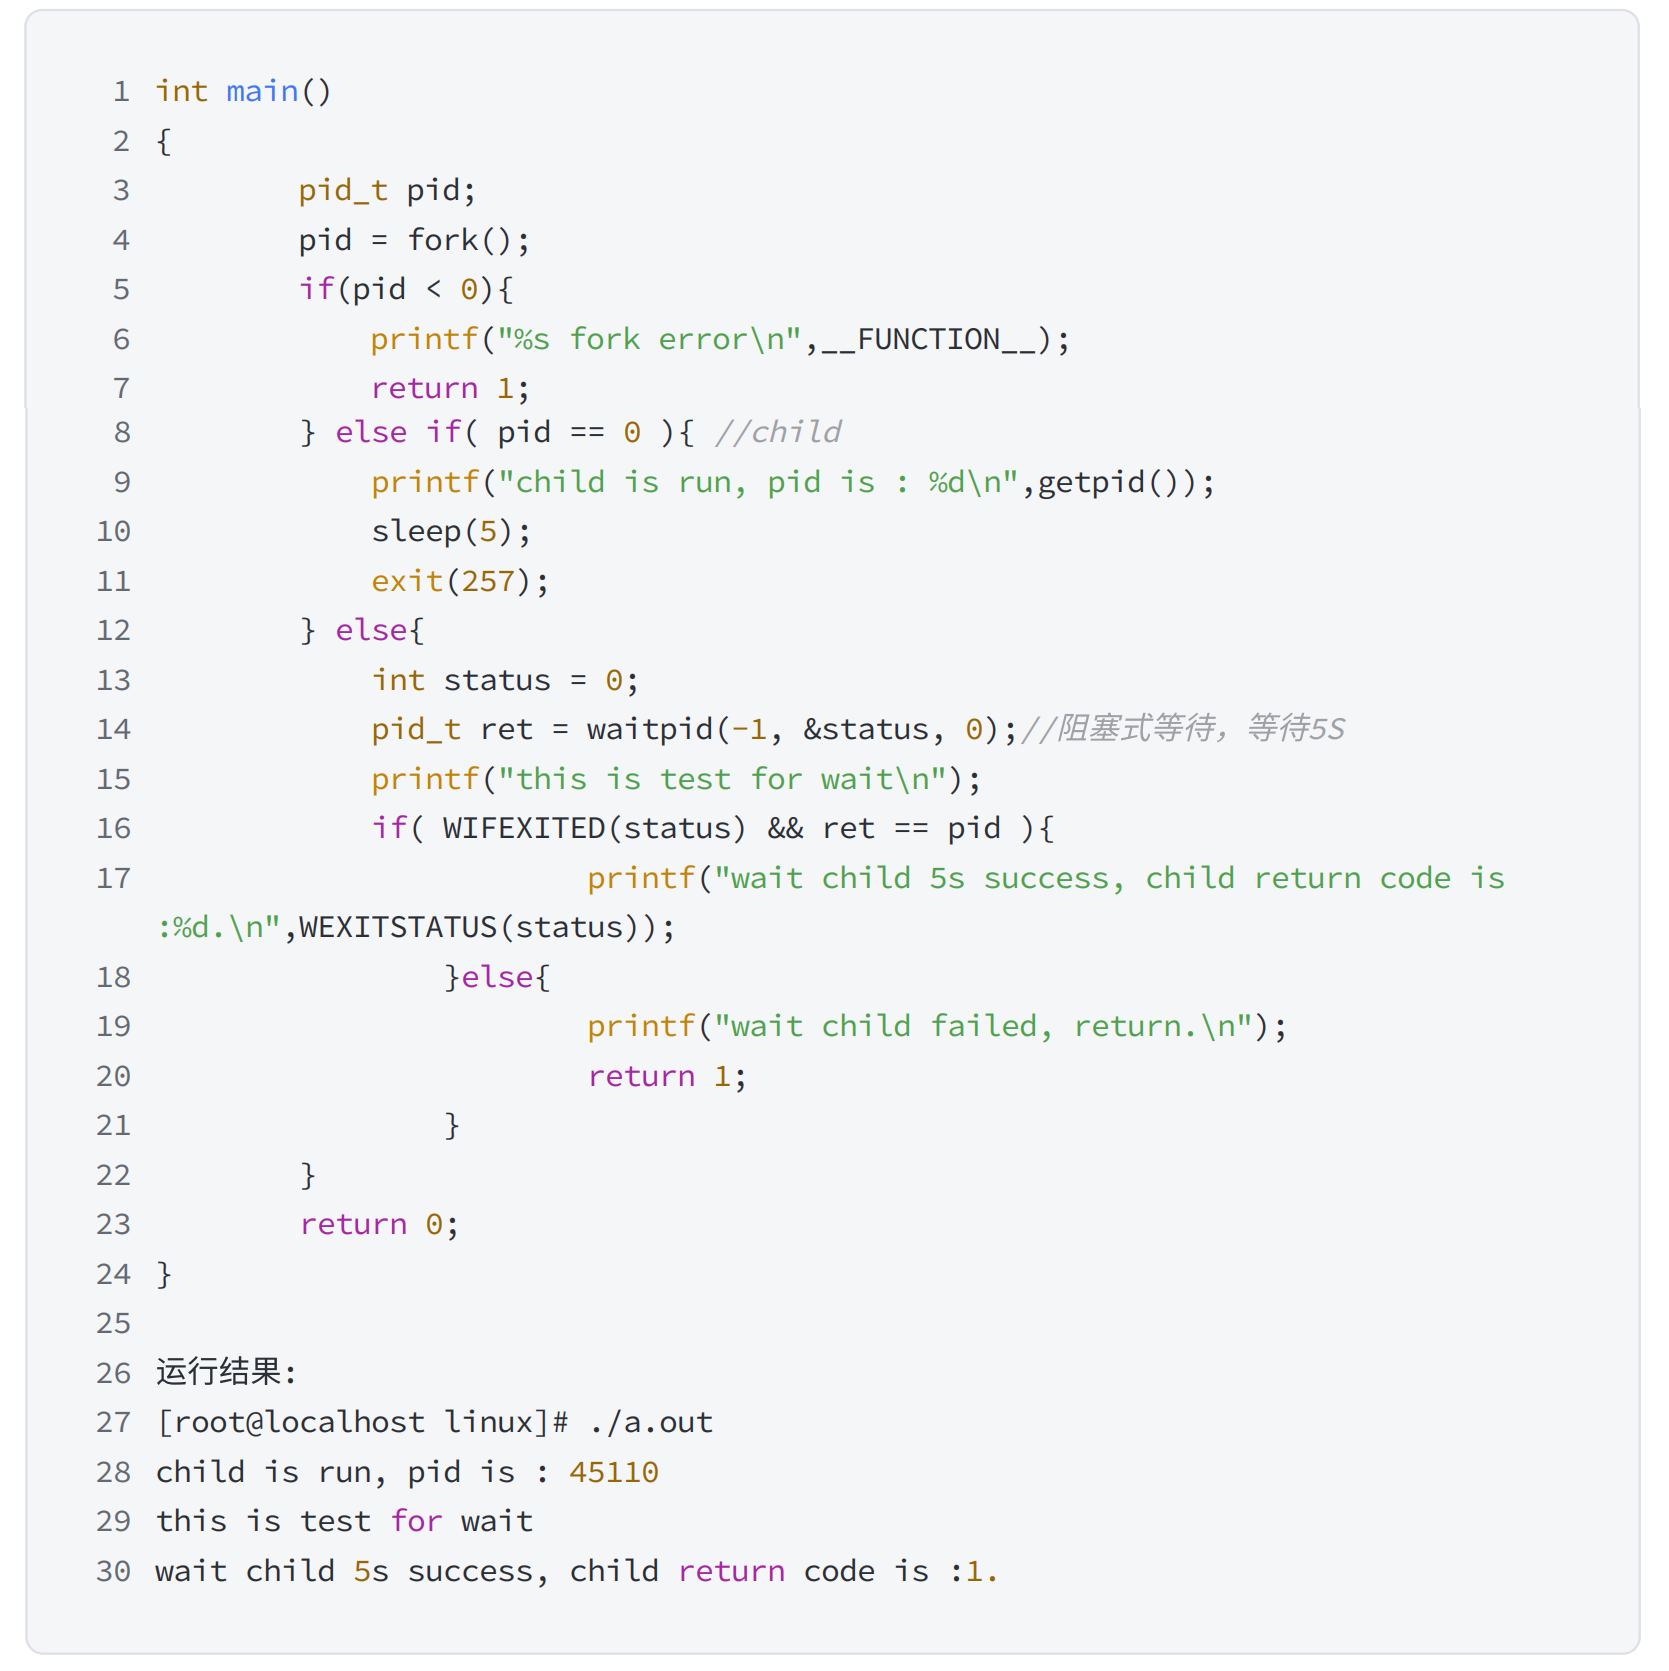 1 int main()
2 {
3         pid_t pid;
4         pid = fork();
5         if(pid < 0){
6             printf("%s fork error\n",__FUNCTION__);
7             return 1;
8         } else if( pid == 0 ){ //child
9             printf("child is run, pid is : %d\n",getpid());
10             sleep(5);
11             exit(257);
12         } else{
13             int status = 0;
14             pid_t ret = waitpid(-1, &status, 0);//阻塞式等待，等待5S
15             printf("this is test for wait\n");
16             if( WIFEXITED(status) && ret == pid ){
17                         printf("wait child 5s success, child return code is
:%d.\n",WEXITSTATUS(status));
18                 }else{
19                         printf("wait child failed, return.\n");
20                         return 1;
21                 }
22         }
23         return 0;
24 }
25
26 运行结果:
27 [root@localhost linux]# ./a.out
28 child is run, pid is : 45110
29 this is test for wait
30 wait child 5s success, child return code is :1.